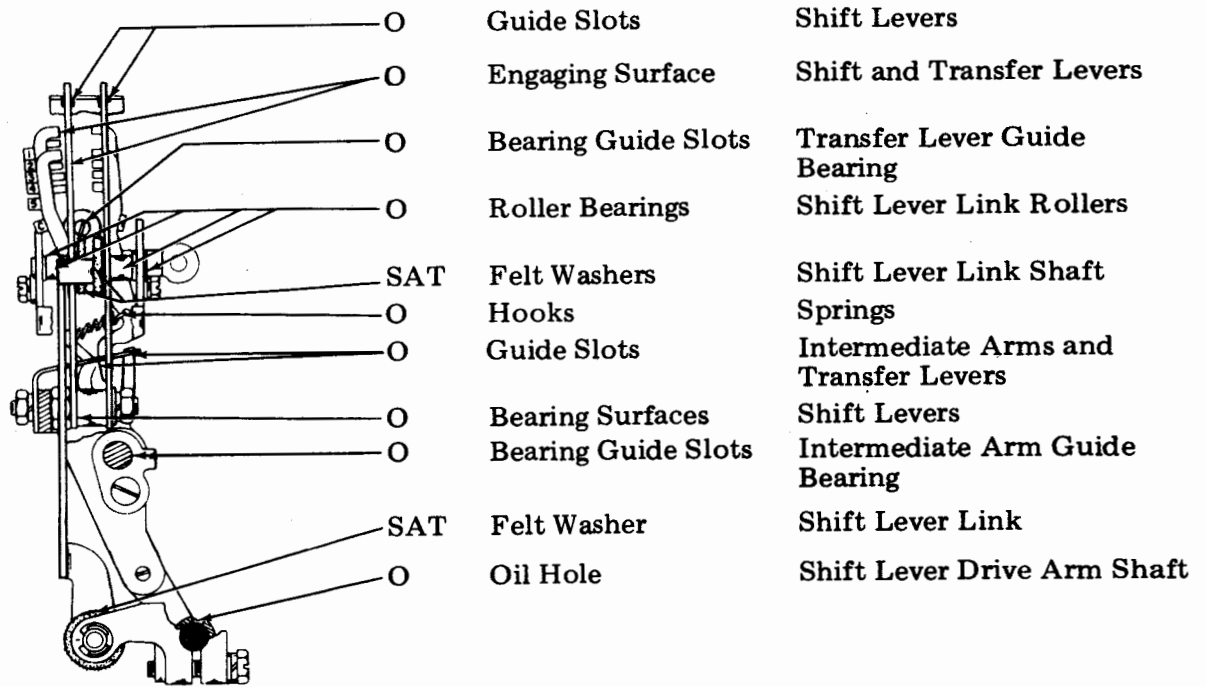 O Guide Slots Shift Levers
O Engaging Surface Shift and Transfer Levers
O Bearing Guide Slots Transfer Lever Guide
Bearing
O Roller Bearings Shift Lever Link Rollers
SAT Felt Washers Shift Lever Link Shaft
O Hooks Springs
O Guide Slots Intermediate Arms and
Transfer Levers
O Bearing Surfaces Shift Levers
O Bearing Guide Slots Intermediate Arm Guide
Bearing
SAT Felt Washer Shift Lever Link
O Oil Hole Shift Lever Drive Arm Shaft